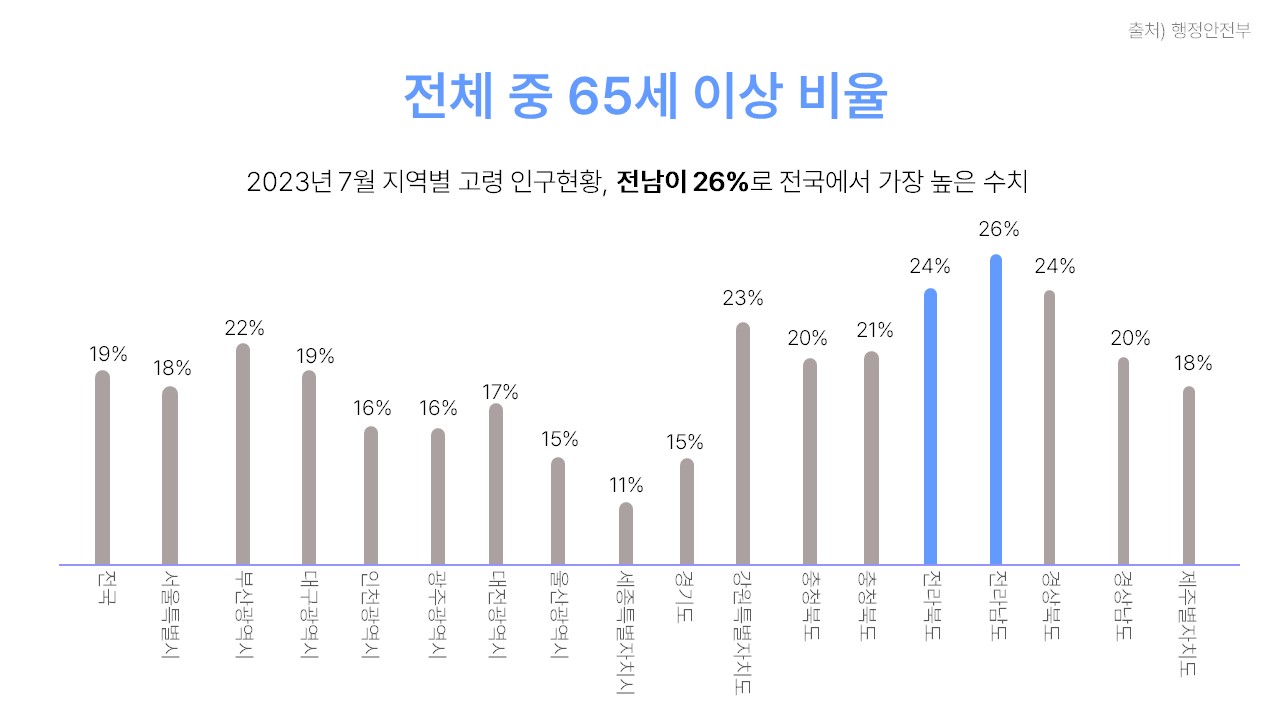 출처) 행정안전부
전체 중 65세 이상 비율
2023년 7월 지역별 고령 인구현황, 전남이 26%로 전국에서 가장 높은 수치
19%
18%
22%
19%
16%
16%
17%
15%
11%
15%
23%
20%
21%
24%
26%
24%
20%
18%
전국
서울특별시
부산광역시
대구광역시
인천광역시
광주광역시
대전광역시
울산광역시
세종특별자치시
경기도
강원특별자치도
충청북도
충청북도
전라북도
전라남도
경상북도
경상남도
제주별자치도